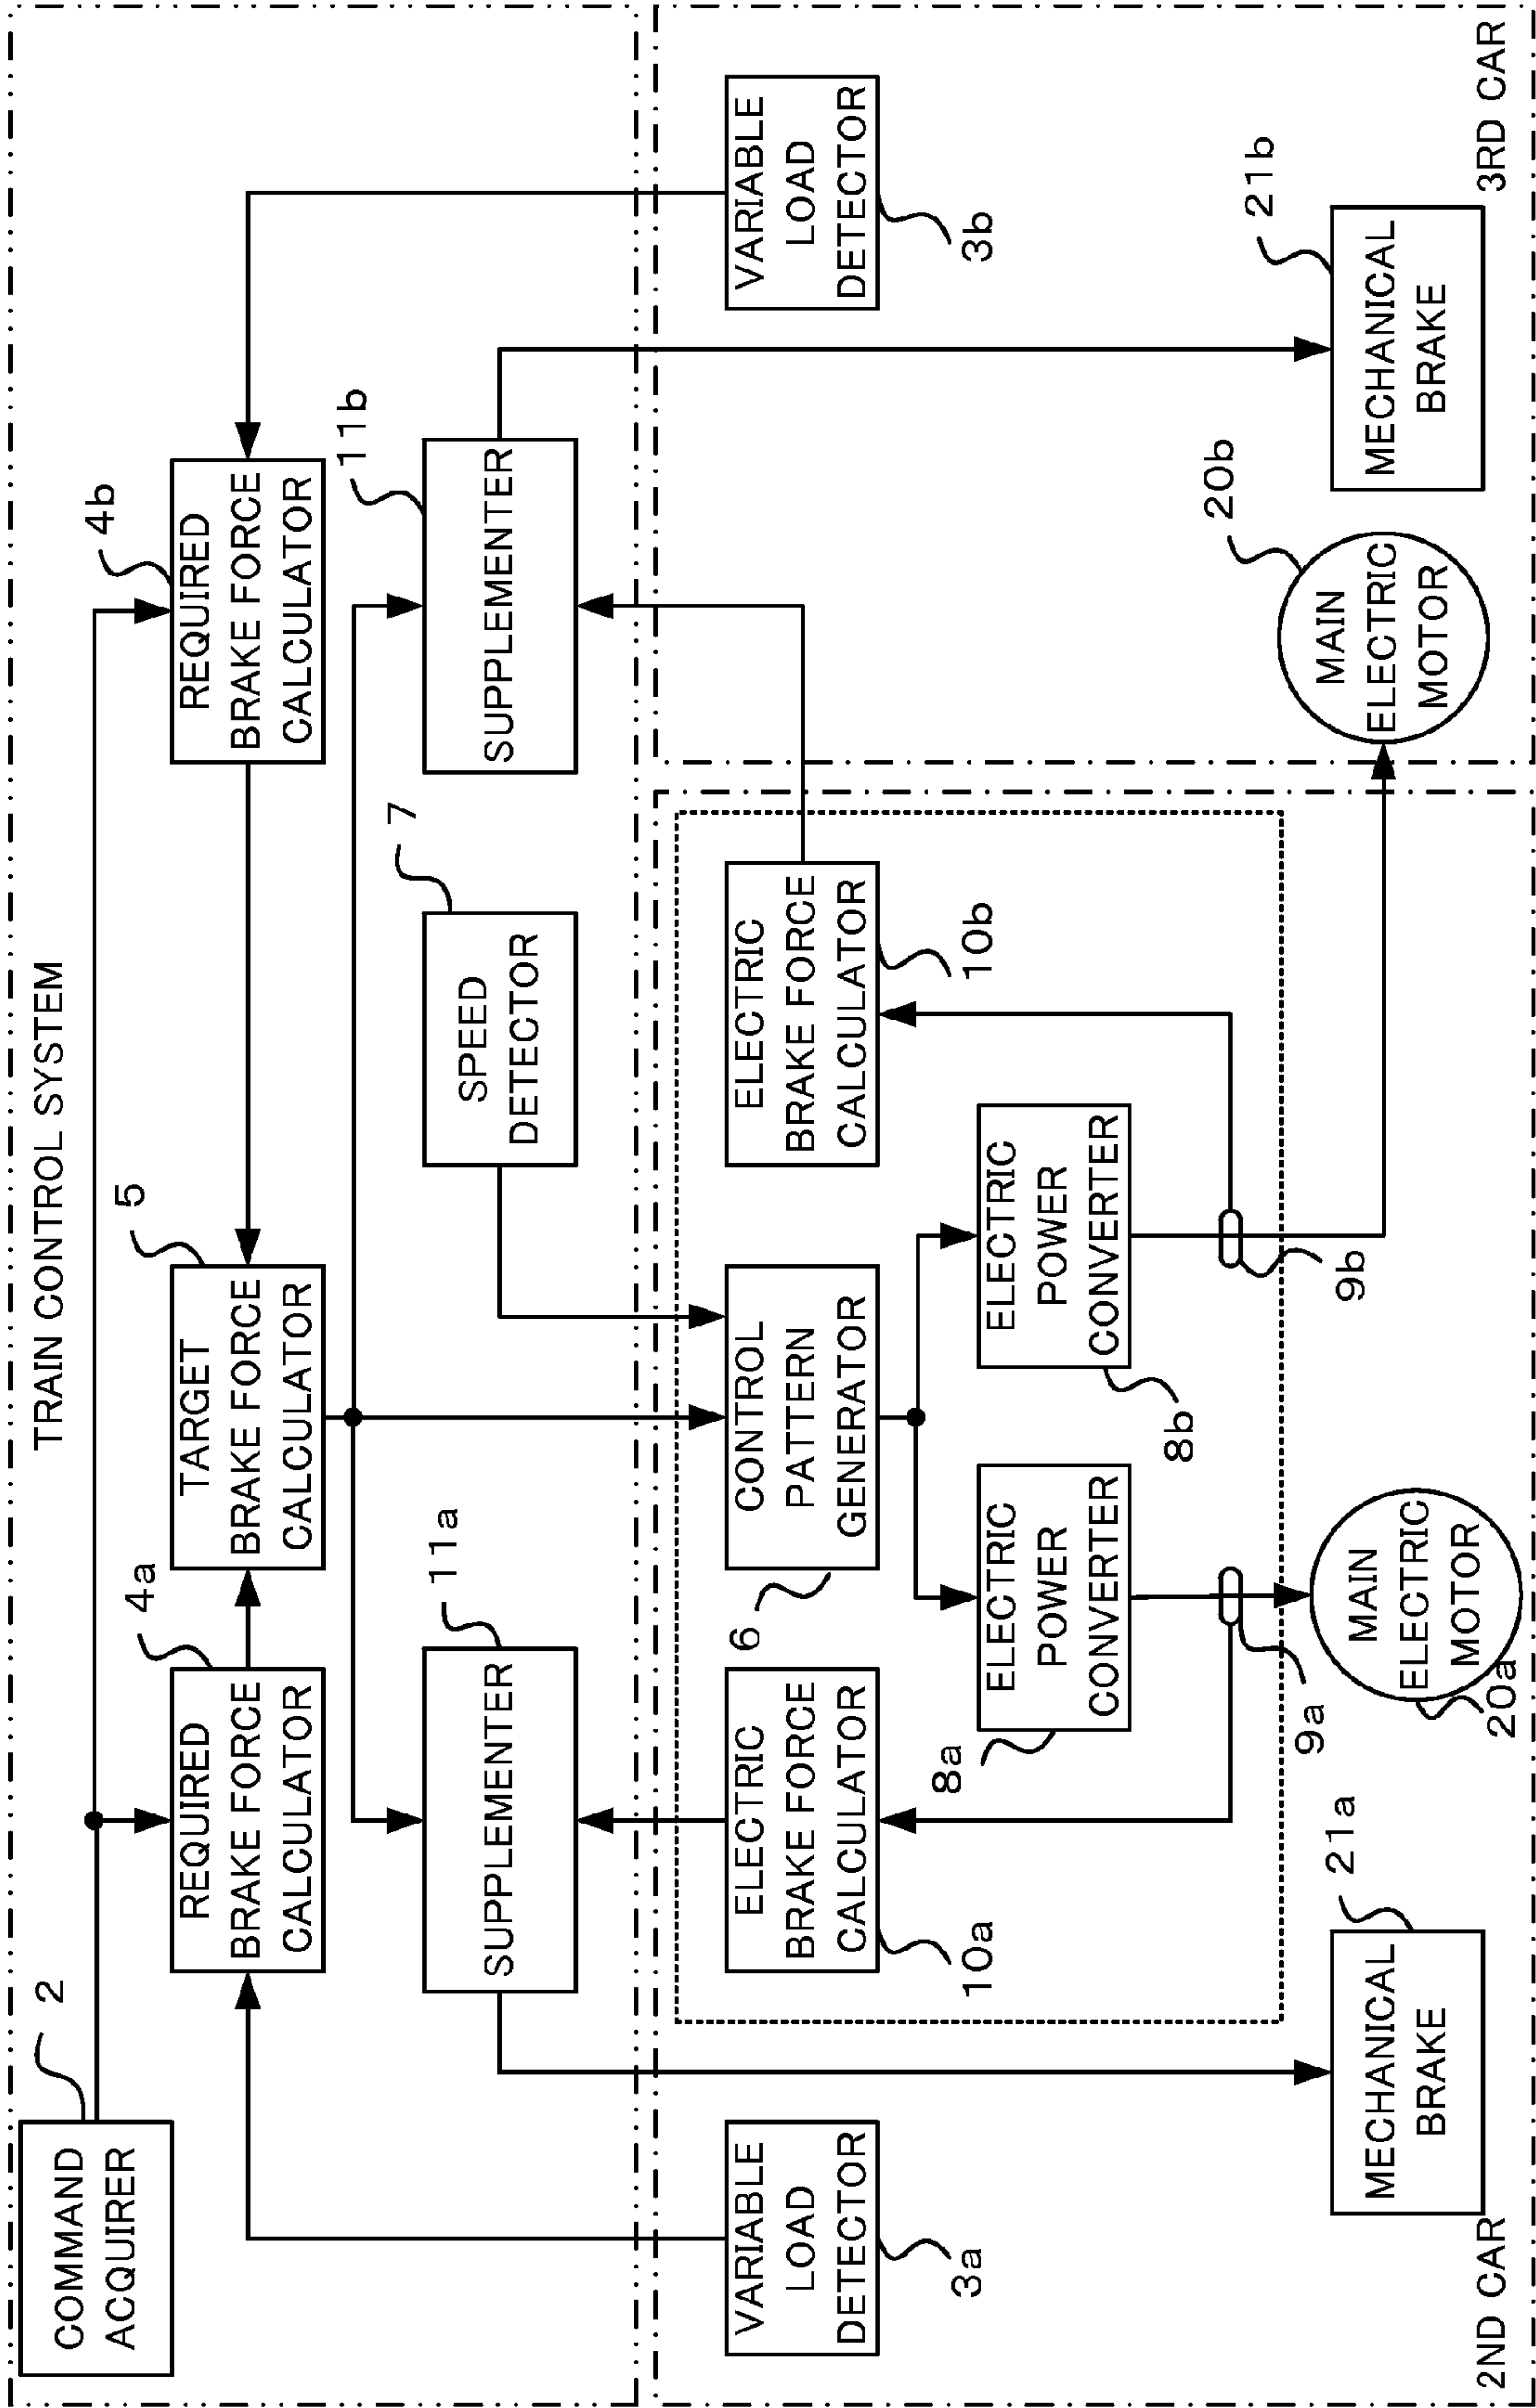 TRAIN CONTROL SYSTEM
COMMAND
ACQUIRER
2
REQUIRED
BRAKE FORCE
CALCULATOR
4a
TARGET
BRAKE FORCE
CALCULATOR
5
REQUIRED
BRAKE FORCE
CALCULATOR
4b
SUPPLEMENTER
11a
SPEED
DETECTOR
7
SUPPLEMENTER
11b
VARIABLE
LOAD
DETECTOR
3a
ELECTRIC
BRAKE FORCE
CALCULATOR
10a
CONTROL
PATTERN
GENERATOR
6
ELECTRIC
BRAKE FORCE
CALCULATOR
10b
VARIABLE
LOAD
DETECTOR
3b
ELECTRIC
POWER
CONVERTER
8a
ELECTRIC
POWER
CONVERTER
8b
9a
9b
MECHANICAL
BRAKE
21a
MAIN
ELECTRIC
MOTOR
20a
MAIN
ELECTRIC
MOTOR
20b
MECHANICAL
BRAKE
21b
2ND CAR
3RD CAR